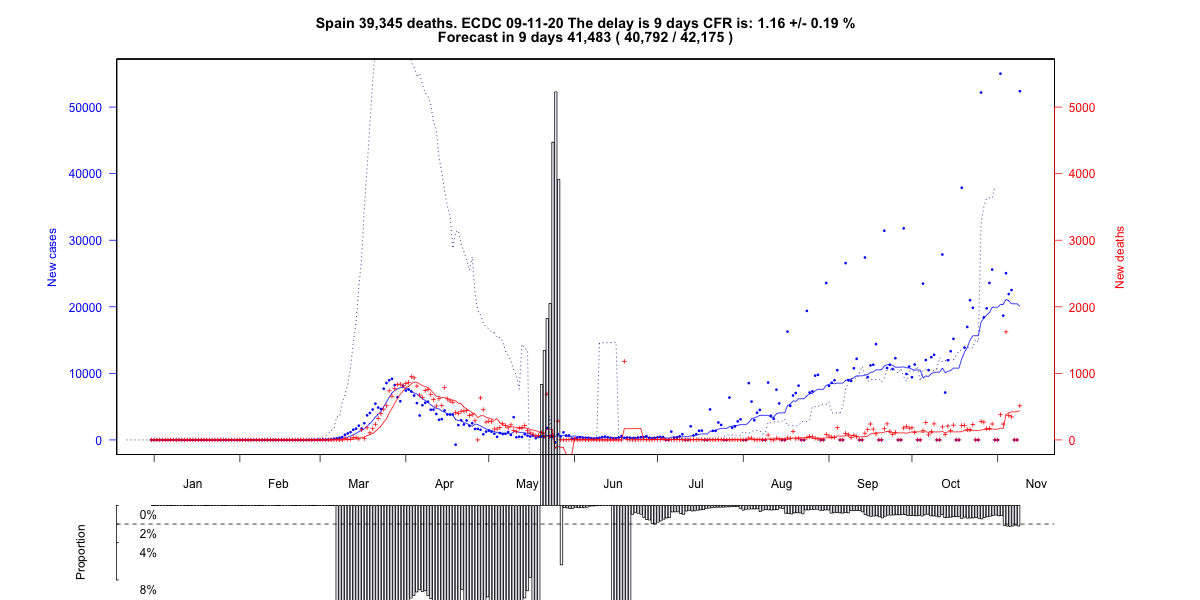 Spain 39,345 deaths. ECDC 09-11-20 The delay is 9 days CFR is: 1.16 +/- 0.19 %
Forecast in 9 days 41,483 ( 40,792 / 42,175 )
50000
40000
30000
20000
10000
0
New cases
5000
4000
3000
2000
1000
0
New deaths
Jan Feb Mar Apr May Jun Jul Aug Sep Oct Nov
0%
2%
4%
8%
Proportion